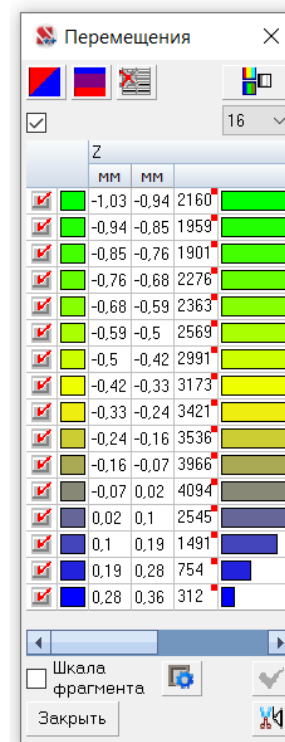 Перемещения
16
Z
мм мм
-1,03 -0,94 2160
-0,94 -0,85 1959
-0,85 -0,76 1901
-0,76 -0,68 2276
-0,68 -0,59 2363
-0,59 -0,5 2569
-0,5 -0,42 2991
-0,42 -0,33 3173
-0,33 -0,24 3421
-0,24 -0,16 3536
-0,16 -0,07 3966
-0,07 0,02 4094
0,02 0,1 2545
0,1 0,19 1491
0,19 0,28 754
0,28 0,36 312
Шкала
фрагмента
Закрыть